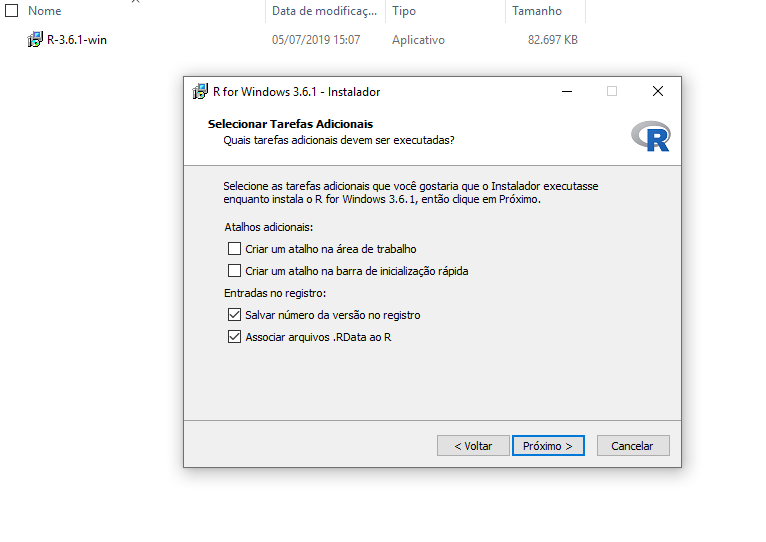 Nome
Data de modificaç...
Tipo
Tamanho
R-3.6.1-win
05/07/2019 15:07
Aplicativo
82.697 KB
R for Windows 3.6.1 - Instalador
Selecionar Tarefas Adicionais
Quais tarefas adicionais devem ser executadas?
R
Selecione as tarefas adicionais que você gostaria que o Instalador executasse
enquanto instala o R for Windows 3.6.1, então clique em Próximo.
Atalhos adicionais:
Criar um atalho na área de trabalho
Criar um atalho na barra de inicialização rápida
Entradas no registro:
Salvar número da versão no registro
Associar arquivos .RData ao R
< Voltar
Próximo >
Cancelar